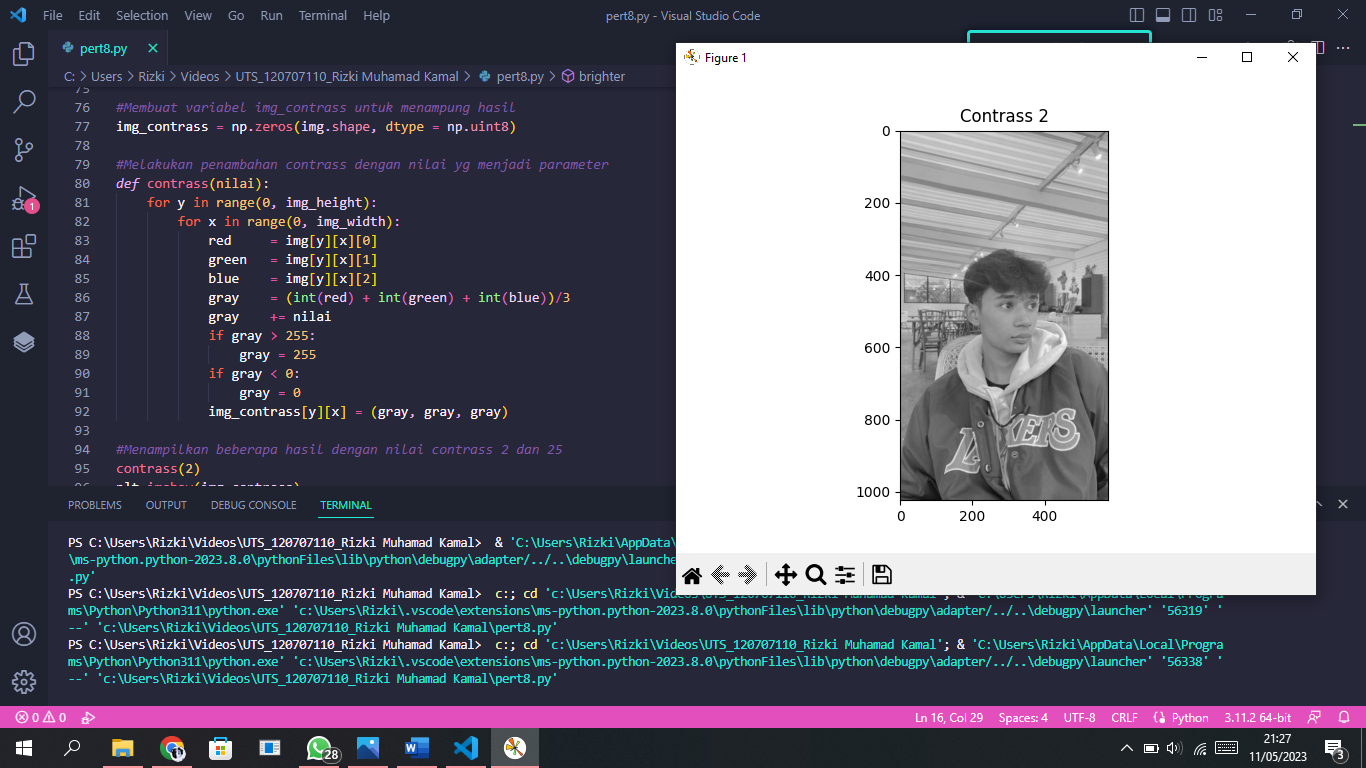 File Edit Selection View Go Run Terminal Help pert8.py - Visual Studio Code
pert8.py
C: > Users > Rizki > Videos > UTS_120707110_Rizki Muhamad Kamal > pert8.py > brighter
75
76 #Membuat variabel img_contrass untuk menampung hasil
77 img_contrass = np.zeros(img.shape, dtype = np.uint8)
78
79 #Melakukan penambahan contrass dengan nilai yg menjadi parameter
80 def contrass(nilai):
81 for y in range(0, img_height):
82 for x in range(0, img_width):
83 red = img[y][x][0]
84 green = img[y][x][1]
85 blue = img[y][x][2]
86 gray = (int(red) + int(green) + int(blue))/3
87 gray += nilai
88 if gray > 255:
89 gray = 255
90 if gray < 0:
91 gray = 0
92 img_contrass[y][x] = (gray, gray, gray)
93
94 #Menampilkan beberapa hasil dengan nilai contrass 2 dan 25
95 contrass(2)
96 plt.imshow(img_contrass)
1
Figure 1
Contrass 2
0
200
400
600
800
1000
0 200 400
LAKERS
PROBLEMS OUTPUT DEBUG CONSOLE TERMINAL
PS C:\Users\Rizki\Videos\UTS_120707110_Rizki Muhamad Kamal> & 'C:\Users\Rizki\AppData\
\ms-python.python-2023.8.0\pythonFiles\lib\python\debugpy\adapter/../..\debugpy\launche
.py'
PS C:\Users\Rizki\Videos\UTS_120707110_Rizki Muhamad Kamal> c:; cd 'c:\Users\Rizki\Videos\UTS_120707110_Rizki Muhamad Kamal'; & 'C:\Users\Rizki\AppData\Local\Progra
ms\Python\Python311\python.exe' 'c:\Users\Rizki\.vscode\extensions\ms-python.python-2023.8.0\pythonFiles\lib\python\debugpy\adapter/../..\debugpy\launcher' '56319' '
--' 'c:\Users\Rizki\Videos\UTS_120707110_Rizki Muhamad Kamal\pert8.py'
PS C:\Users\Rizki\Videos\UTS_120707110_Rizki Muhamad Kamal> c:; cd 'c:\Users\Rizki\Videos\UTS_120707110_Rizki Muhamad Kamal'; & 'C:\Users\Rizki\AppData\Local\Progra
ms\Python\Python311\python.exe' 'c:\Users\Rizki\.vscode\extensions\ms-python.python-2023.8.0\pythonFiles\lib\python\debugpy\adapter/../..\debugpy\launcher' '56338' '
--' 'c:\Users\Rizki\Videos\UTS_120707110_Rizki Muhamad Kamal\pert8.py'
0 0 Ln 16, Col 29 Spaces: 4 UTF-8 CRLF Python 3.11.2 64-bit
28 21:27
11/05/2023 3